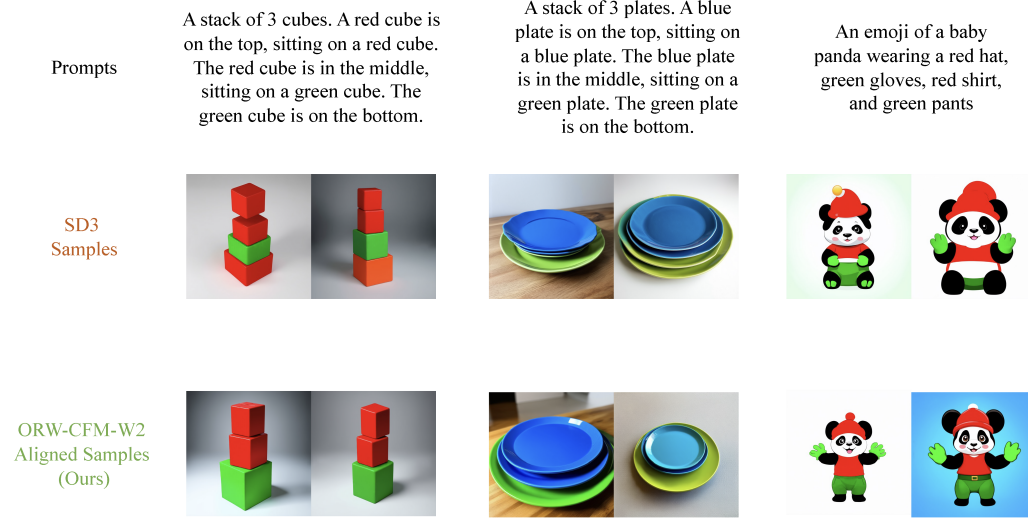 Prompts
A stack of 3 cubes. A red cube is
on the top, sitting on a red cube.
The red cube is in the middle,
sitting on a green cube. The
green cube is on the bottom.
A stack of 3 plates. A blue
plate is on the top, sitting on
a blue plate. The blue plate
is in the middle, sitting on a
green plate. The green plate
is on the bottom.
An emoji of a baby
panda wearing a red hat,
green gloves, red shirt,
and green pants
SD3
Samples
ORW-CFM-W2
Aligned Samples
(Ours)